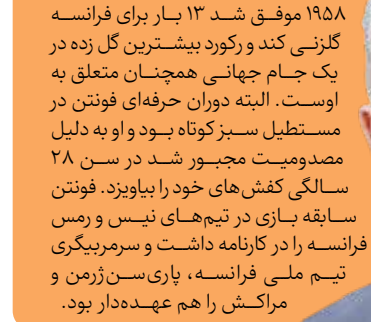 ۱۹۵۸ موفق شد ۱۳ بار برای فرانسه
گلزنی کند و رکورد بیشترین گل زده در
یک جام جهانی همچنان متعلق به
اوست. البته دوران حرفه‌ای فونتن در
مستطیل سبز کوتاه بود و او به دلیل
مصدومیت مجبور شد در سن ۲۸
سالگی کفش‌های خود را بیاویزد. فونتن
سابقه بازی در تیم‌های نیس و رمس
فرانسه را در کارنامه داشت و سرمربیگری
تیم ملی فرانسه، پاری‌سن‌ژرمن و
مراکش را هم عهده‌دار بود.